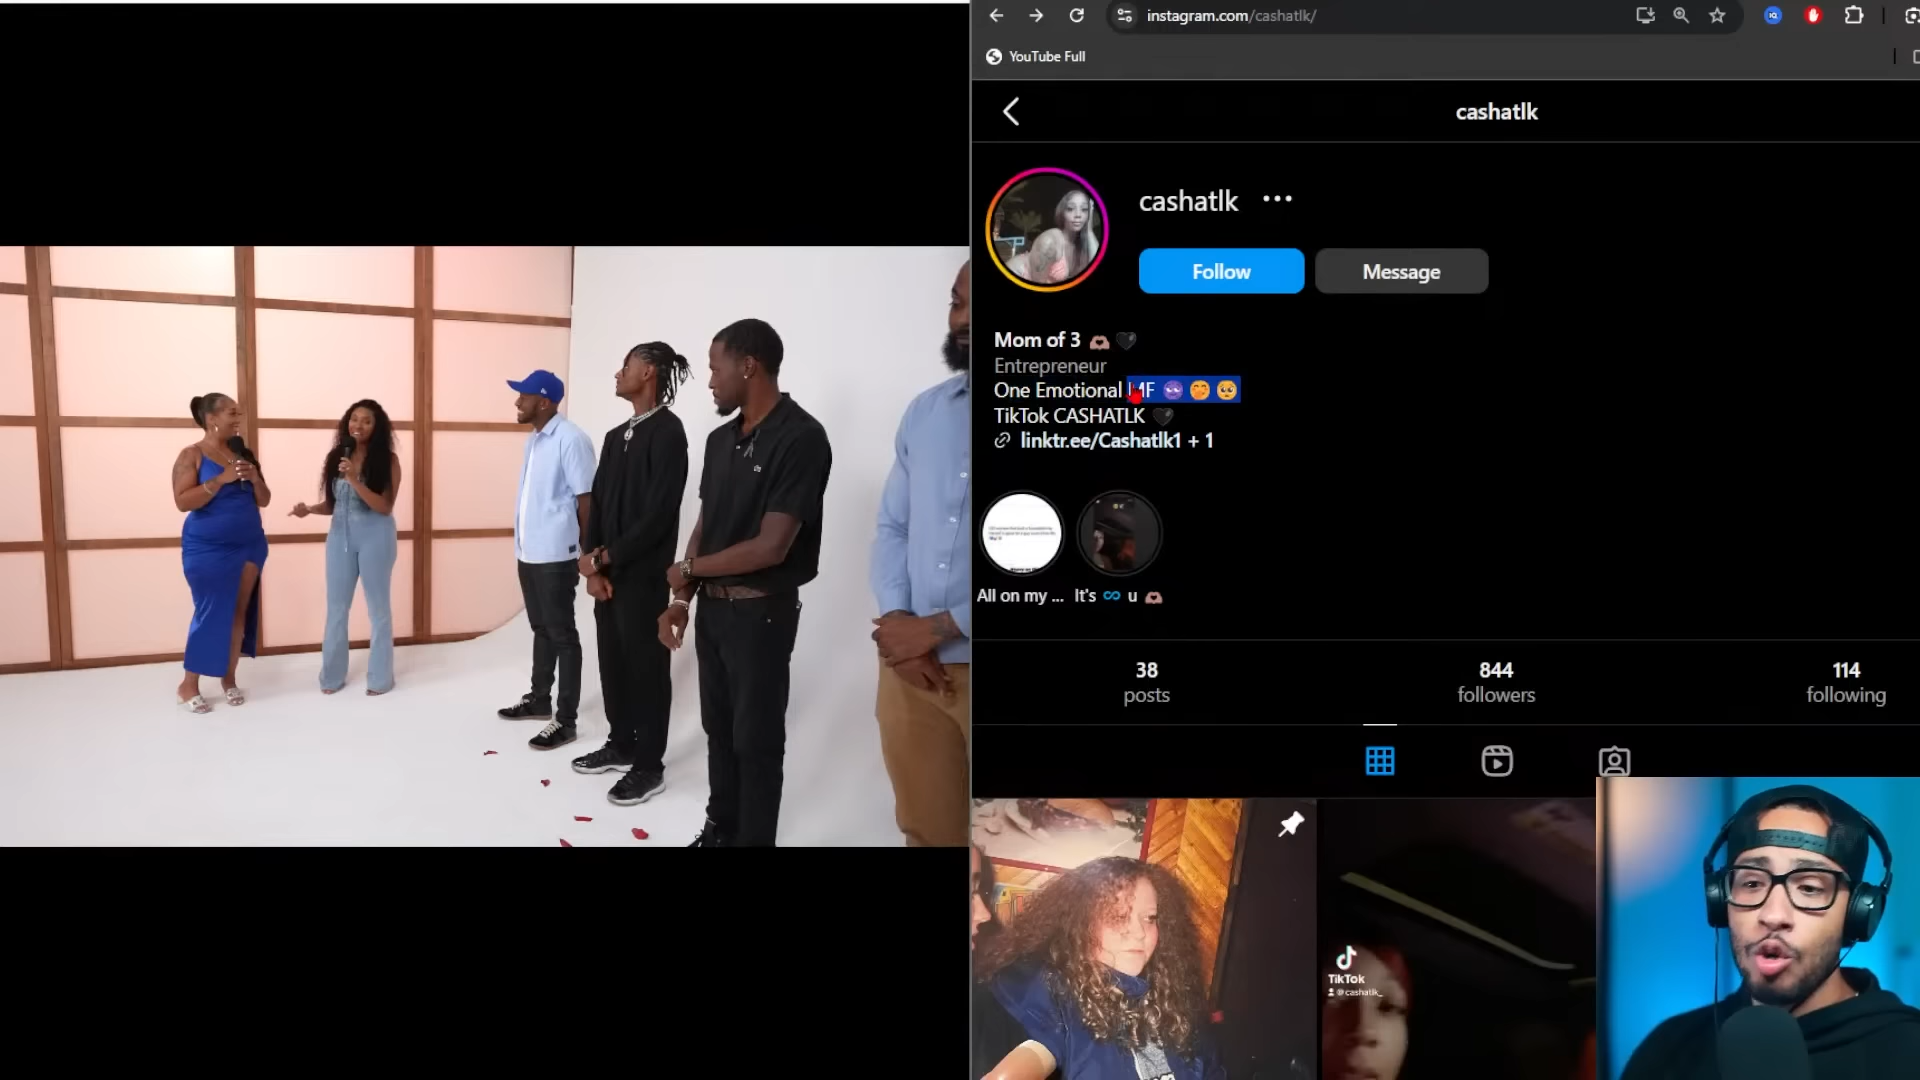 instagram.com/cashatlk/
YouTube Full
cashatlk
cashatlk
Follow
Message
Mom of 3 🫶🏽🖤
Entrepreneur
One Emotional MF
TikTok CASHATLK 🖤
linktr.ee/Cashatlk1 + 1
All on my ...
It's ♾ u 🫶🏽
38
posts
844
followers
114
following
TikTok
@cashatlk_